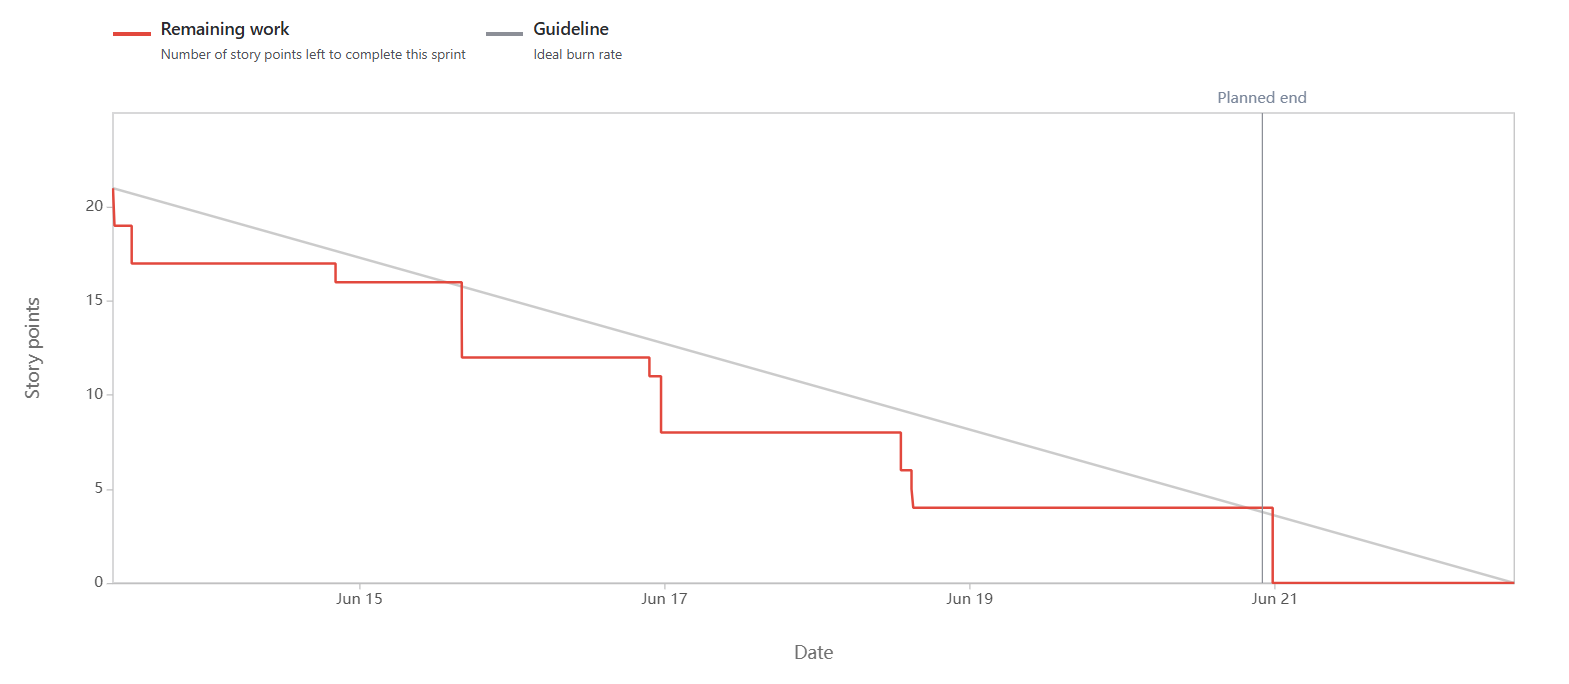 Remaining work
Number of story points left to complete this sprint
Guideline
Ideal burn rate
Planned end
20
15
10
5
0
Story points
Jun 15
Jun 17
Jun 19
Jun 21
Date